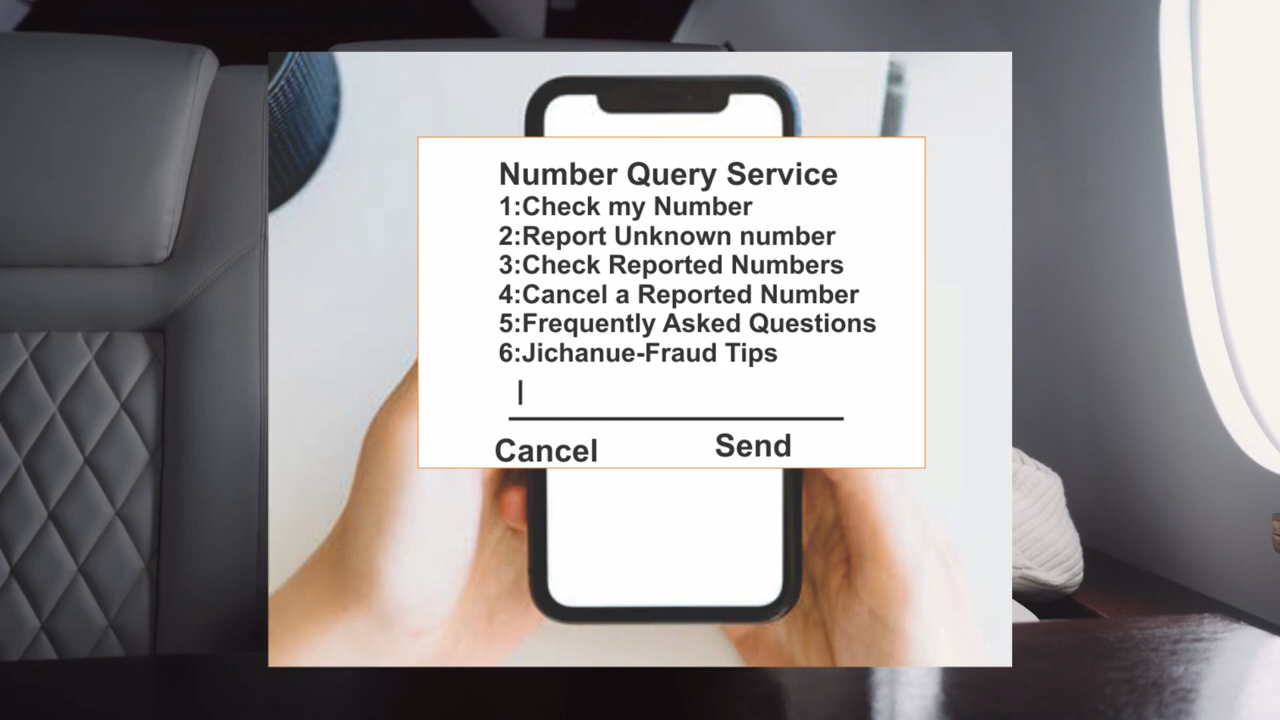 Number Query Service
1:Check my Number
2:Report Unknown number
3:Check Reported Numbers
4:Cancel a Reported Number
5:Frequently Asked Questions
6:Jichanue-Fraud Tips
|
Cancel Send